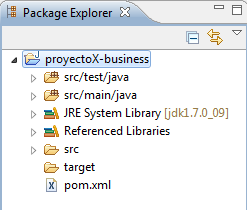 Package Explorer
proyectoX-business
src/test/java
src/main/java
JRE System Library [jdk1.7.0_09]
Referenced Libraries
src
target
pom.xml